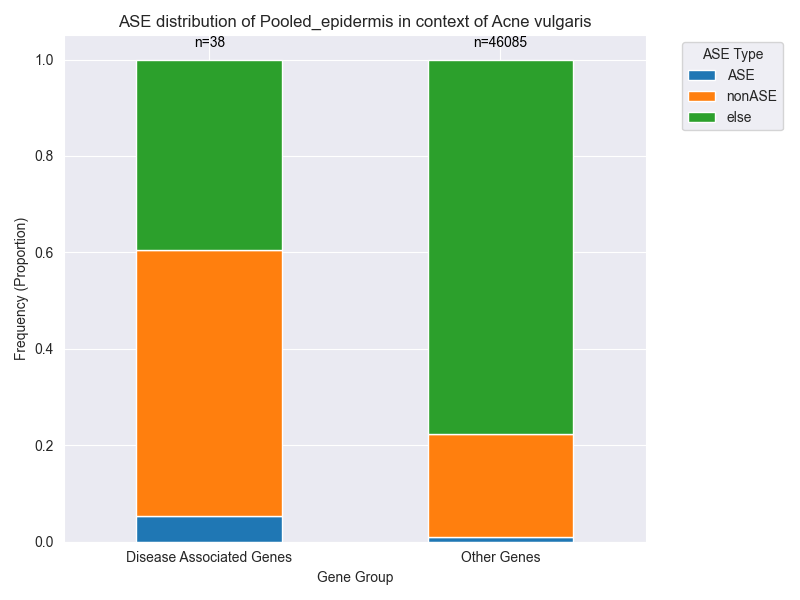 ASE distribution of Pooled_epidermis in context of Acne vulgaris
n=38
n=46085
ASE Type
ASE
nonASE
else
1.0
0.8
0.6
0.4
0.2
0.0
Frequency (Proportion)
Disease Associated Genes
Other Genes
Gene Group